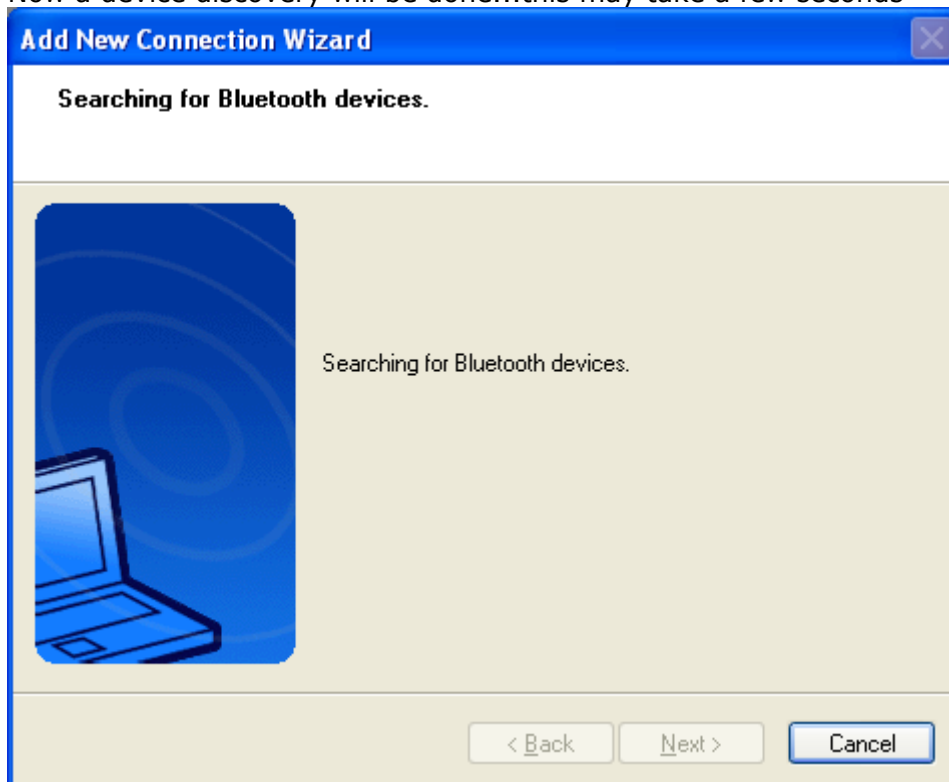 Now a device discovery will be done...this may take a few seconds
Add New Connection Wizard
Searching for Bluetooth devices.
Searching for Bluetooth devices.
< Back
Next >
Cancel